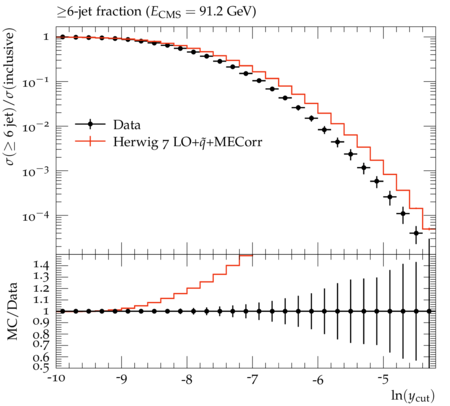 ≥6-jet fraction (E_CMS = 91.2 GeV)
σ(≥ 6 jet)/σ(inclusive)
1
10⁻¹
10⁻²
10⁻³
10⁻⁴
Data
Herwig 7 LO+q̃+MECorr
MC/Data
1.4
1.3
1.2
1.1
1
0.9
0.8
0.7
0.6
0.5
-10 -9 -8 -7 -6 -5
ln(y_cut)